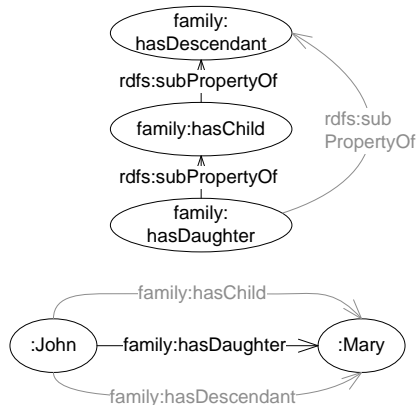 family:
hasDescendant
rdfs:subPropertyOf
rdfs:sub
PropertyOf
family:hasChild
rdfs:subPropertyOf
family:
hasDaughter
family:hasChild
:John
family:hasDaughter
:Mary
family:hasDescendant